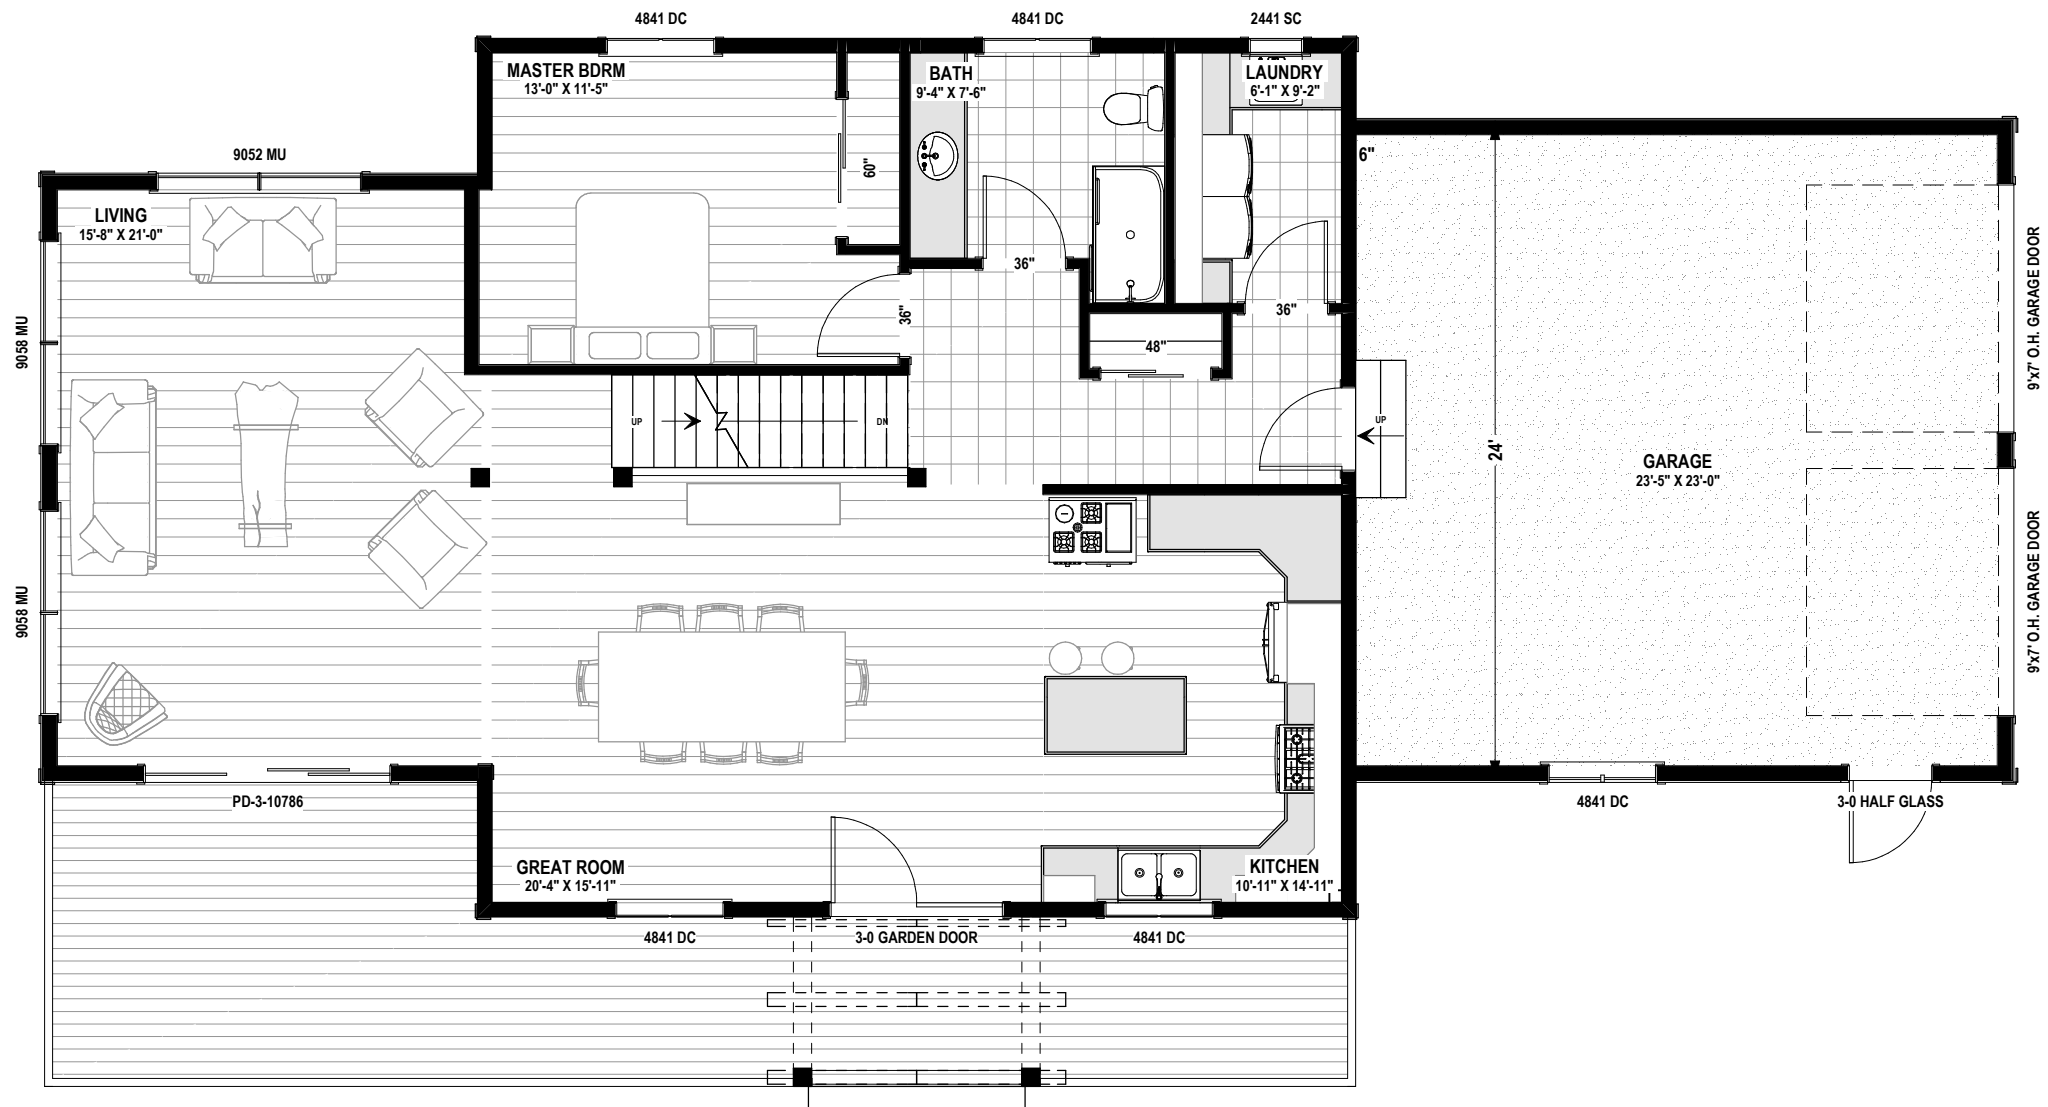 4841 DC
4841 DC
2441 SC
MASTER BDRM
13'-0" X 11'-5"
BATH
9'-4" X 7'-6"
LAUNDRY
6'-1" X 9'-2"
9052 MU
6"
60"
LIVING
15'-8" X 21'-0"
36"
36"
36"
48"
9058 MU
9'x7' O.H. GARAGE DOOR
UP
DN
UP
24'
GARAGE
23'-5" X 23'-0"
9058 MU
9'x7' O.H. GARAGE DOOR
PD-3-10786
4841 DC
3-0 HALF GLASS
GREAT ROOM
20'-4" X 15'-11"
KITCHEN
10'-11" X 14'-11"
4841 DC
3-0 GARDEN DOOR
4841 DC